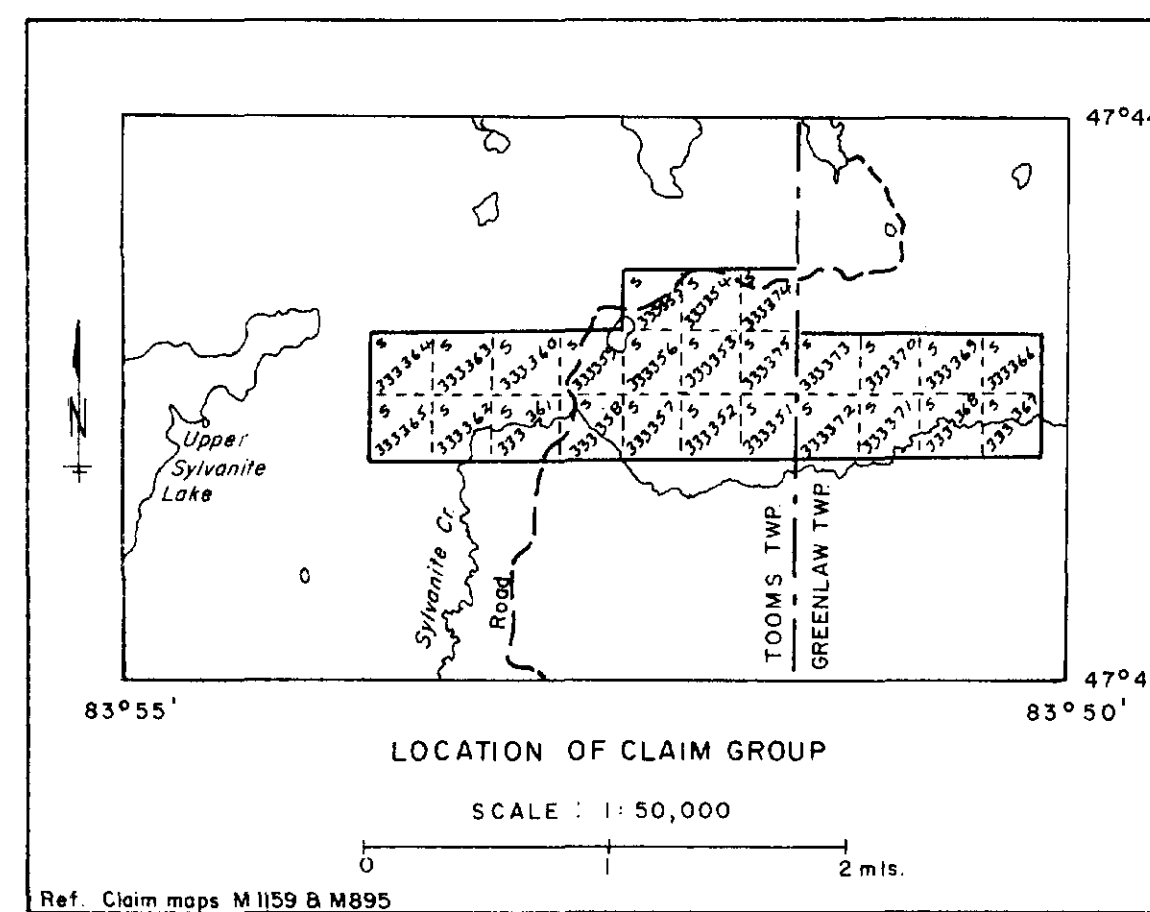 47°44
S S S
333354 333374
S S S S S S S S
333364 333363 333360 333359 333356 333353 333375 333373 333370 333369 333366
S S S S S S S S
333365 333362 333361 333358 333357 333352 333351 333372 333371 333368 333367
N
Upper
Sylvanite
Lake
Sylvanite Cr.
Road
TOOMS TWP.
GREENLAW TWP.
47°4
83°55'
83°50'
LOCATION OF CLAIM GROUP
SCALE : 1:50,000
0 1 2 mls.
Ref. Claim maps M 1159 & M895